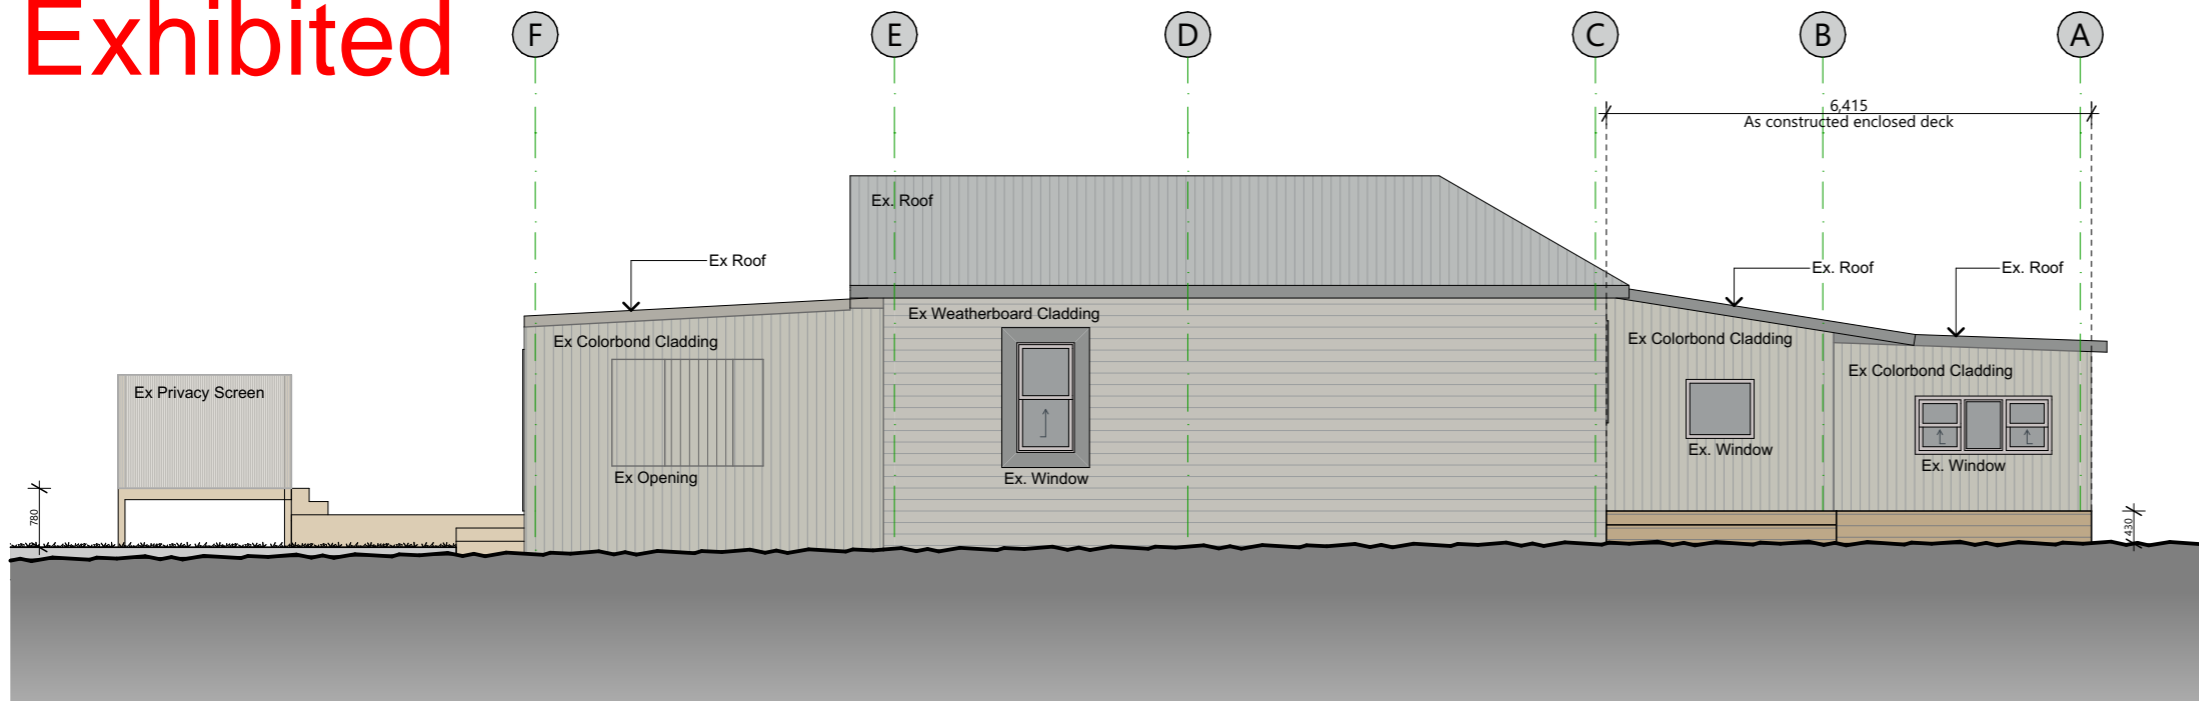 Exhibited
F
E
D
C
B
A
6,415
As constructed enclosed deck
Ex. Roof
Ex Roof
Ex. Roof
Ex. Roof
Ex Weatherboard Cladding
Ex Colorbond Cladding
Ex Colorbond Cladding
Ex Colorbond Cladding
Ex Privacy Screen
Ex. Window
Ex. Window
Ex Opening
Ex. Window
780
430